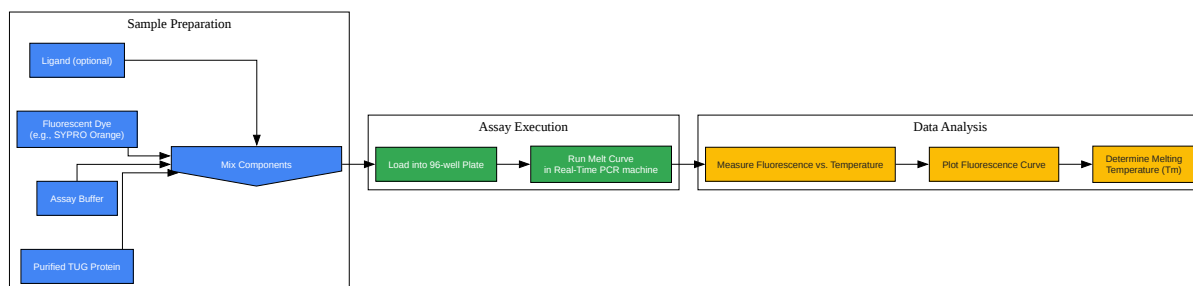 Sample Preparation
Ligand (optional)
Fluorescent Dye
(e.g., SYPRO Orange)
Mix Components
Assay Buffer
Purified TUG Protein
Assay Execution
Load into 96-well Plate
Run Melt Curve
in Real-Time PCR machine
Data Analysis
Measure Fluorescence vs. Temperature
Plot Fluorescence Curve
Determine Melting
Temperature (Tm)